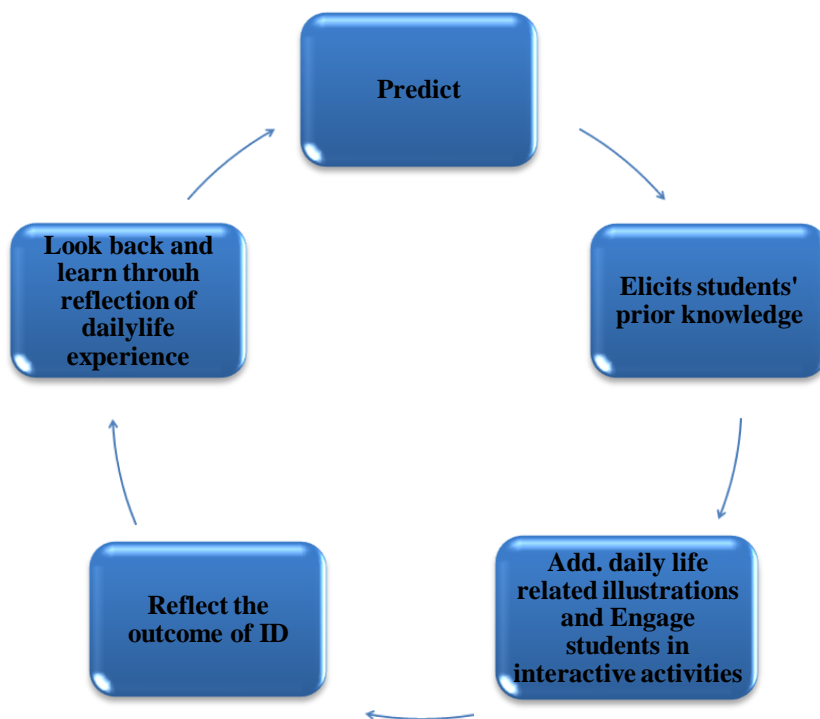 Predict
Elicits students'
prior knowledge
Add. daily life
related illustrations
and Engage
students in
interactive activities
Reflect the
outcome of ID
Look back and
learn throuh
reflection of
dailylife
experience